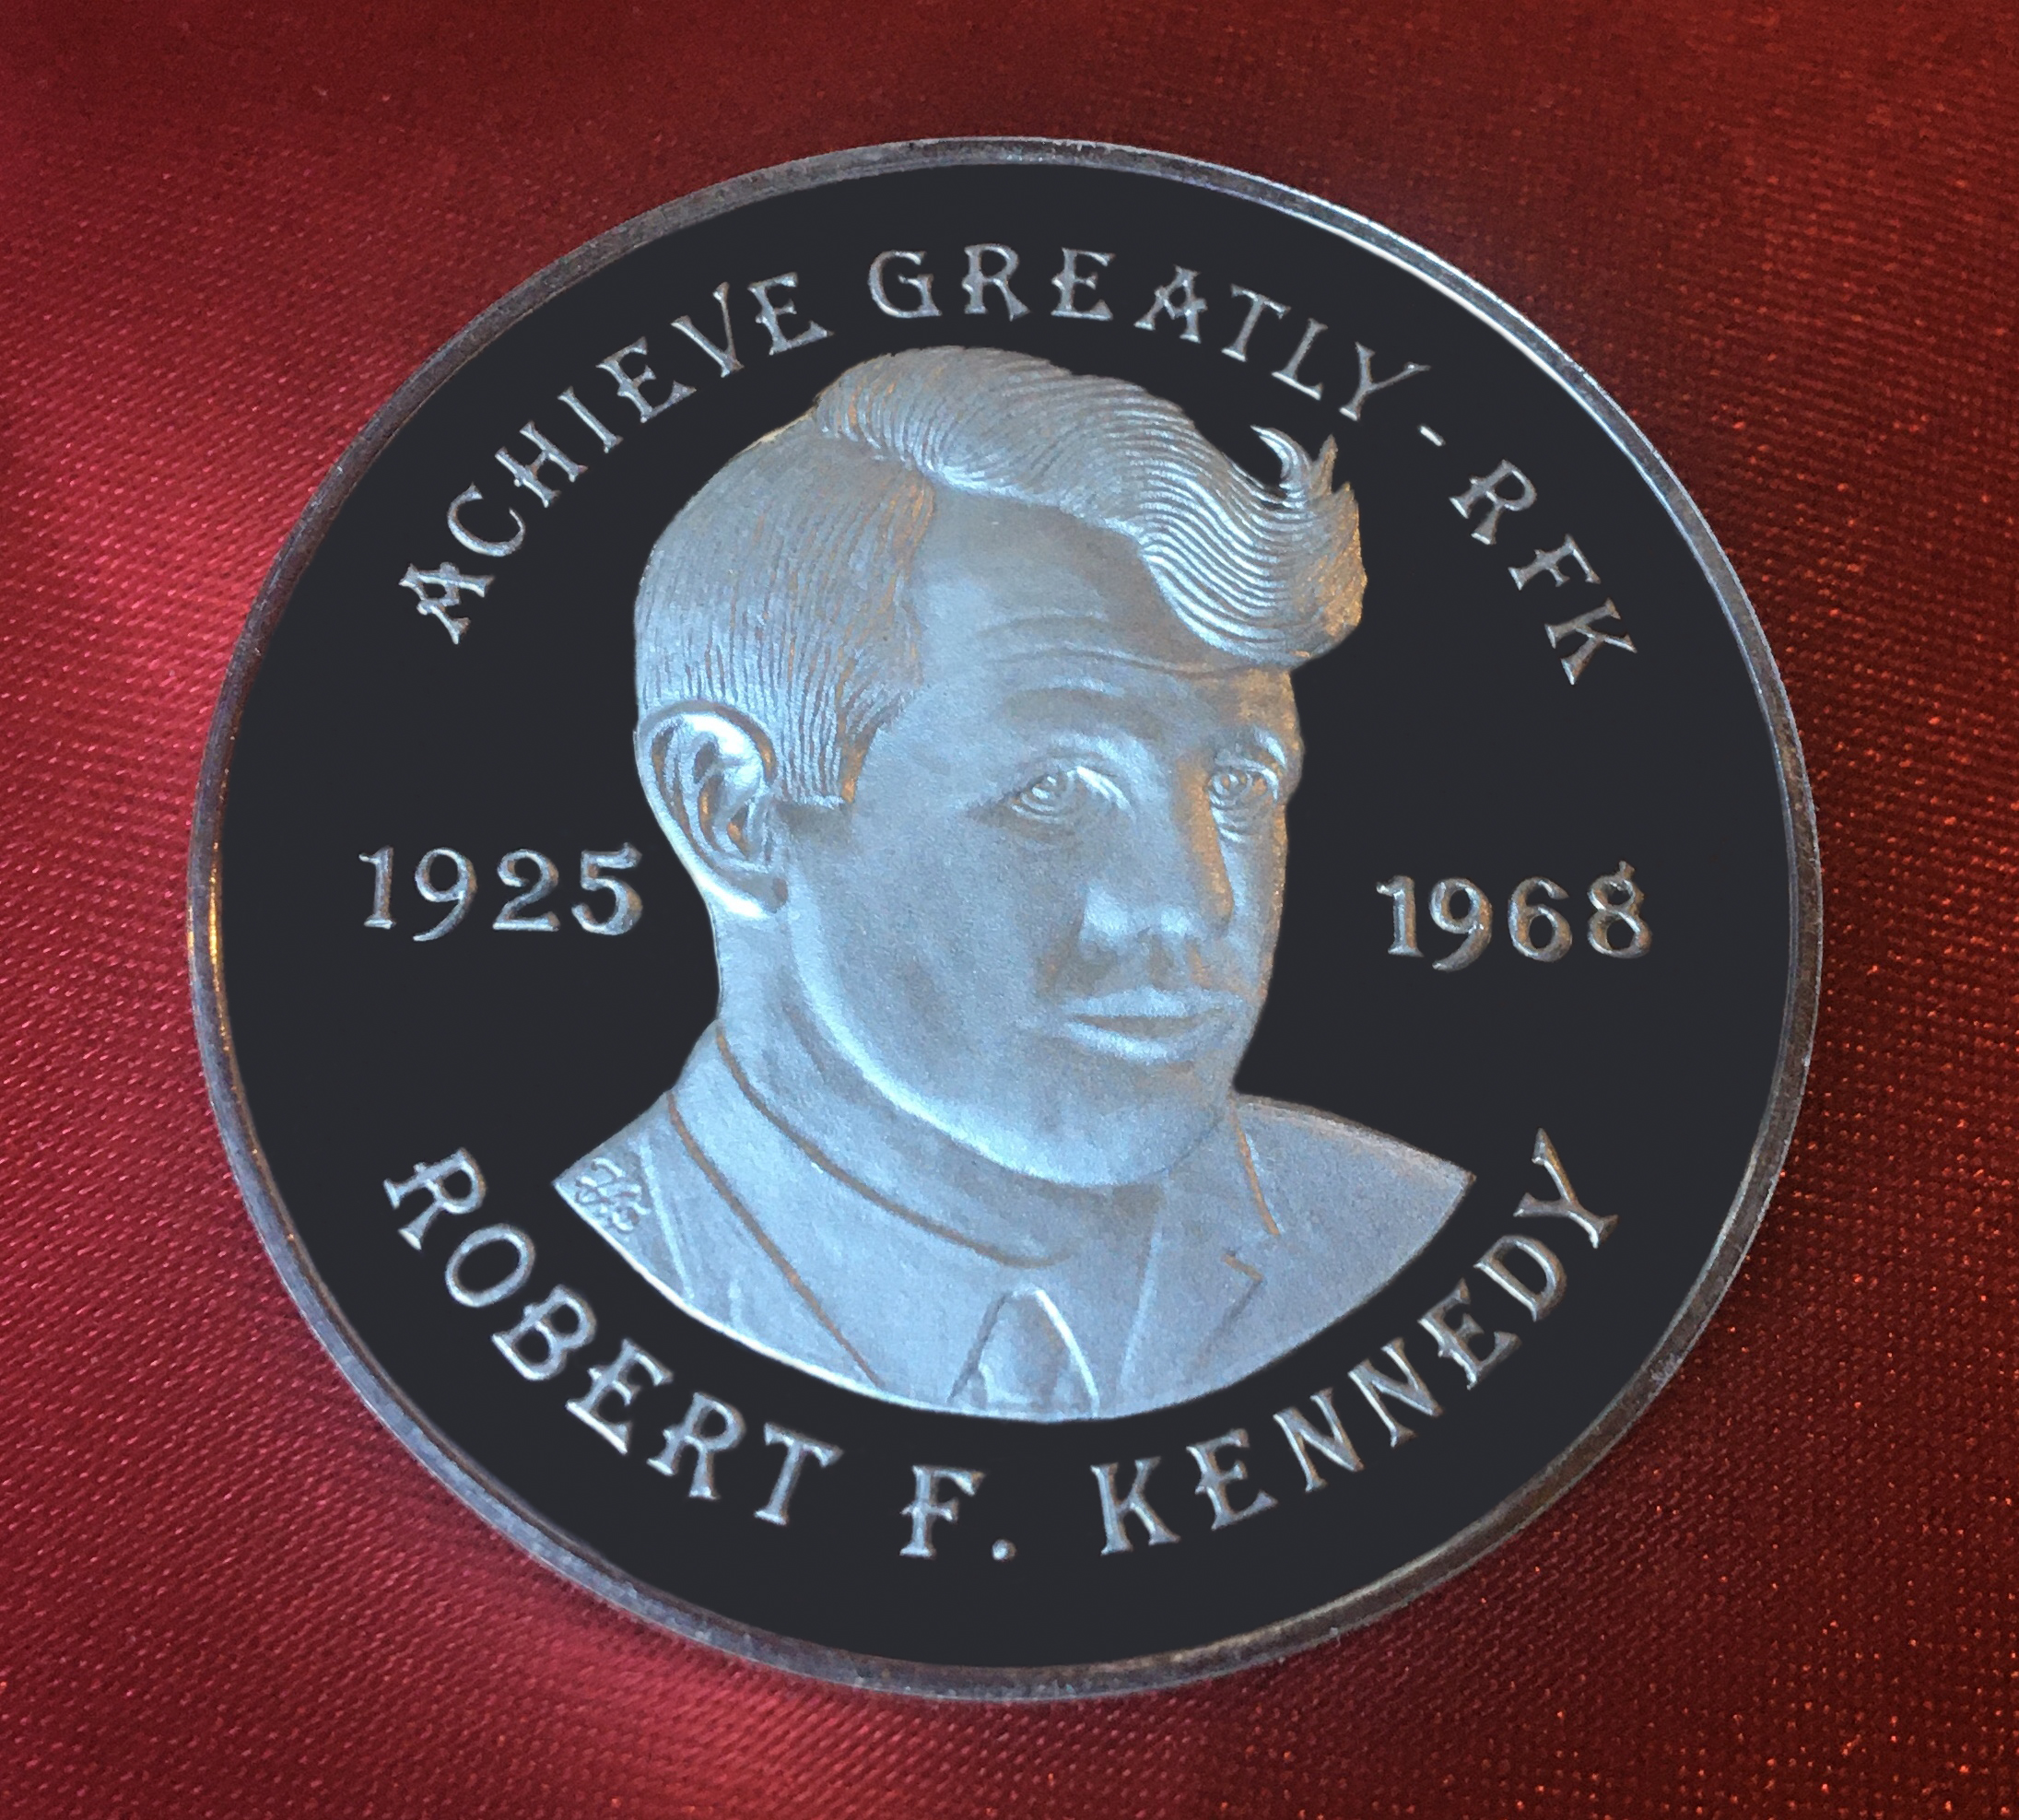 ACHIEVE GREATLY - RFK
1925
1968
ROBERT F. KENNEDY